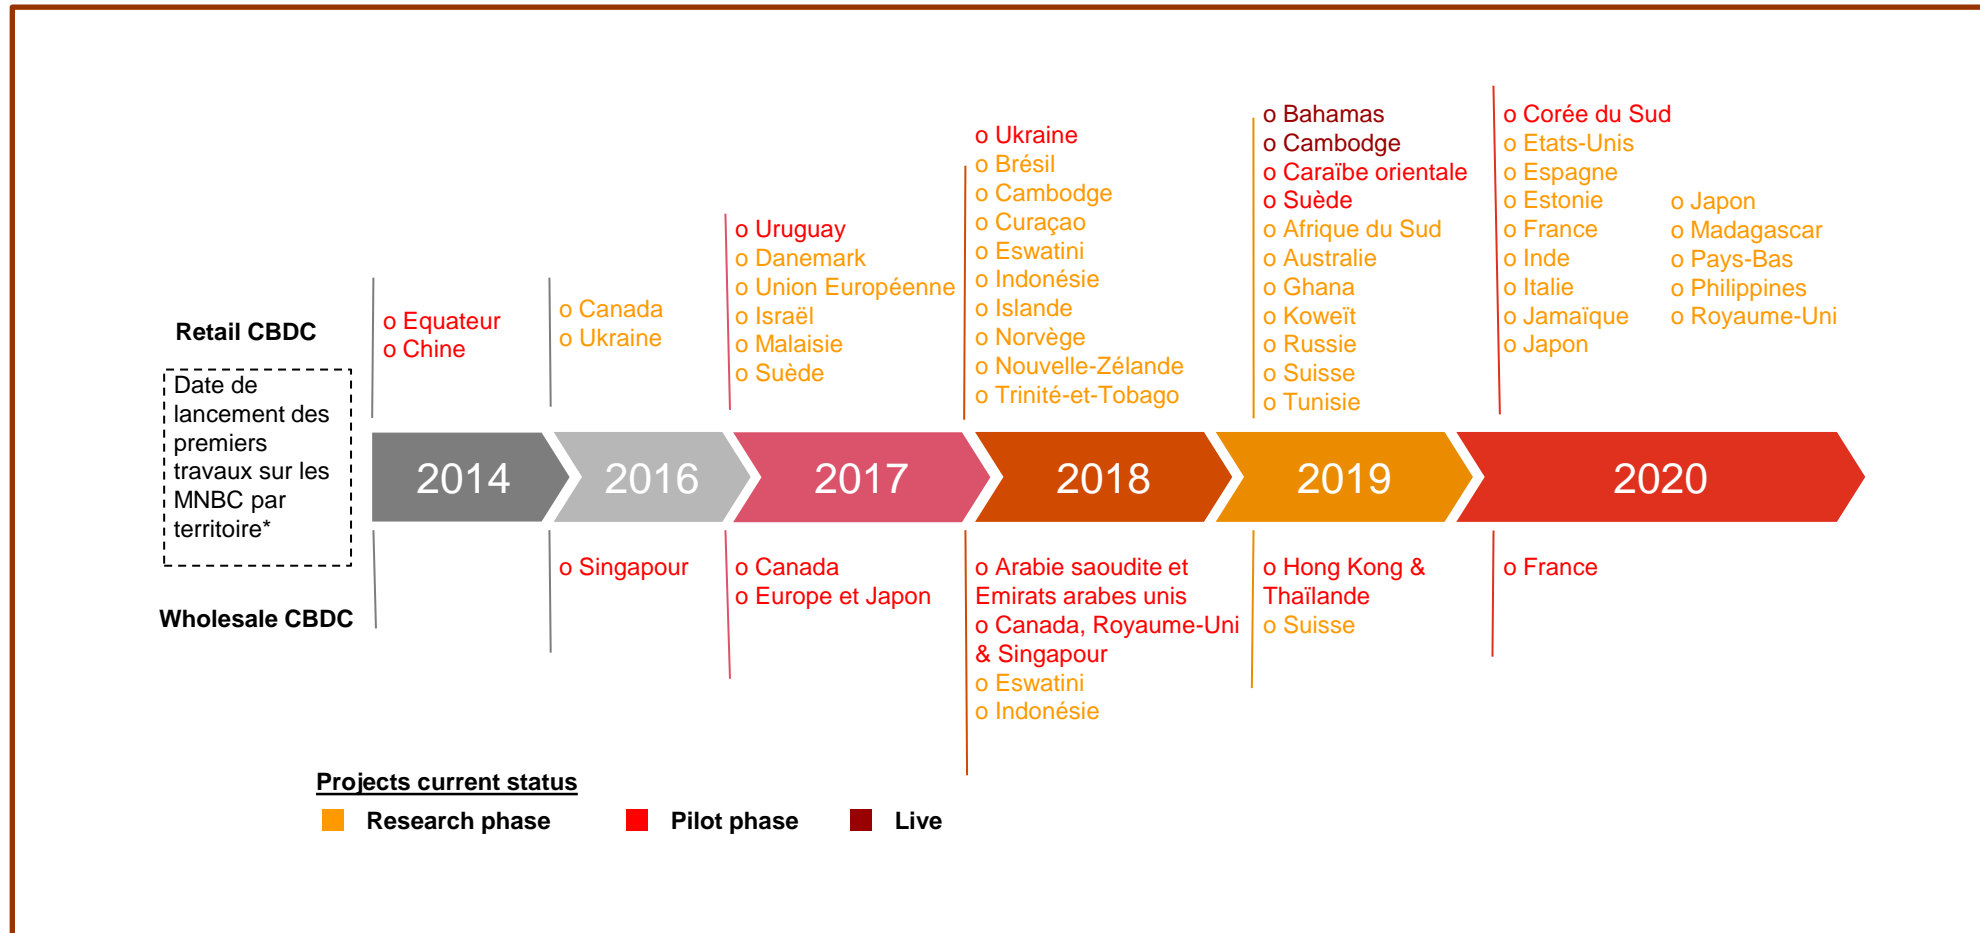 Retail CBDC
Date de
lancement des
premiers
travaux sur les
MNBC par
territoire*
Wholesale CBDC
o Equateur
o Chine
o Canada
o Ukraine
o Uruguay
o Danemark
o Union Européenne
o Israël
o Malaisie
o Suède
o Ukraine
o Brésil
o Cambodge
o Curaçao
o Eswatini
o Indonésie
o Islande
o Norvège
o Nouvelle-Zélande
o Trinité-et-Tobago
o Bahamas
o Cambodge
o Caraïbe orientale
o Suède
o Afrique du Sud
o Australie
o Ghana
o Koweït
o Russie
o Suisse
o Tunisie
o Corée du Sud
o Etats-Unis
o Espagne
o Estonie
o France
o Inde
o Italie
o Jamaïque
o Japon
o Japon
o Madagascar
o Pays-Bas
o Philippines
o Royaume-Uni
2014
2016
2017
2018
2019
2020
o Singapour
o Canada
o Europe et Japon
o Arabie saoudite et
Emirats arabes unis
o Canada, Royaume-Uni
& Singapour
o Eswatini
o Indonésie
o Hong Kong &
Thaïlande
o Suisse
o France
Projects current status
Research phase
Pilot phase
Live